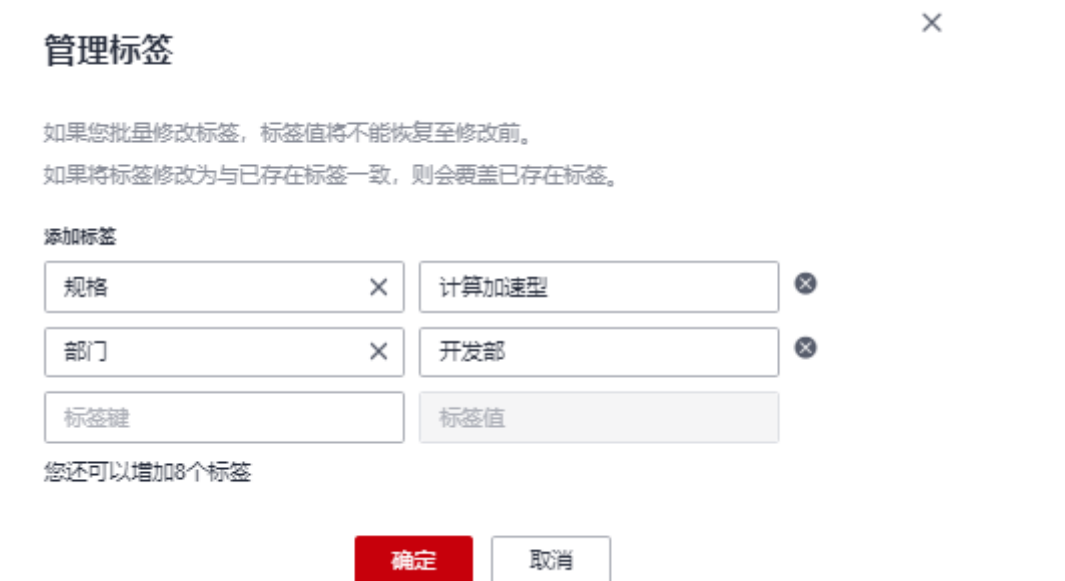 管理标签
如果您批量修改标签，标签值将不能恢复至修改前。
如果将标签修改为与已存在标签一致，则会覆盖已存在标签。
添加标签
规格 计算加速型
部门 开发部
标签键 标签值
您还可以增加8个标签
确定 取消